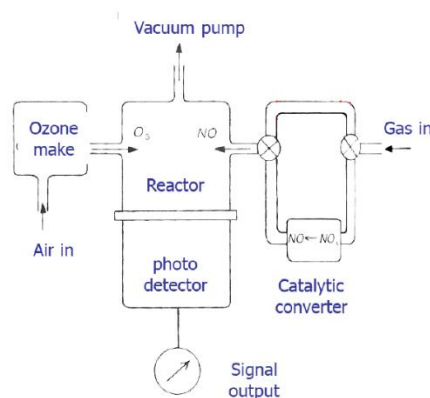 Vacuum pump
Ozone
make
O₃
NO
Gas in
Reactor
Air in
photo
detector
NO←NOₓ
Catalytic
converter
Signal
output